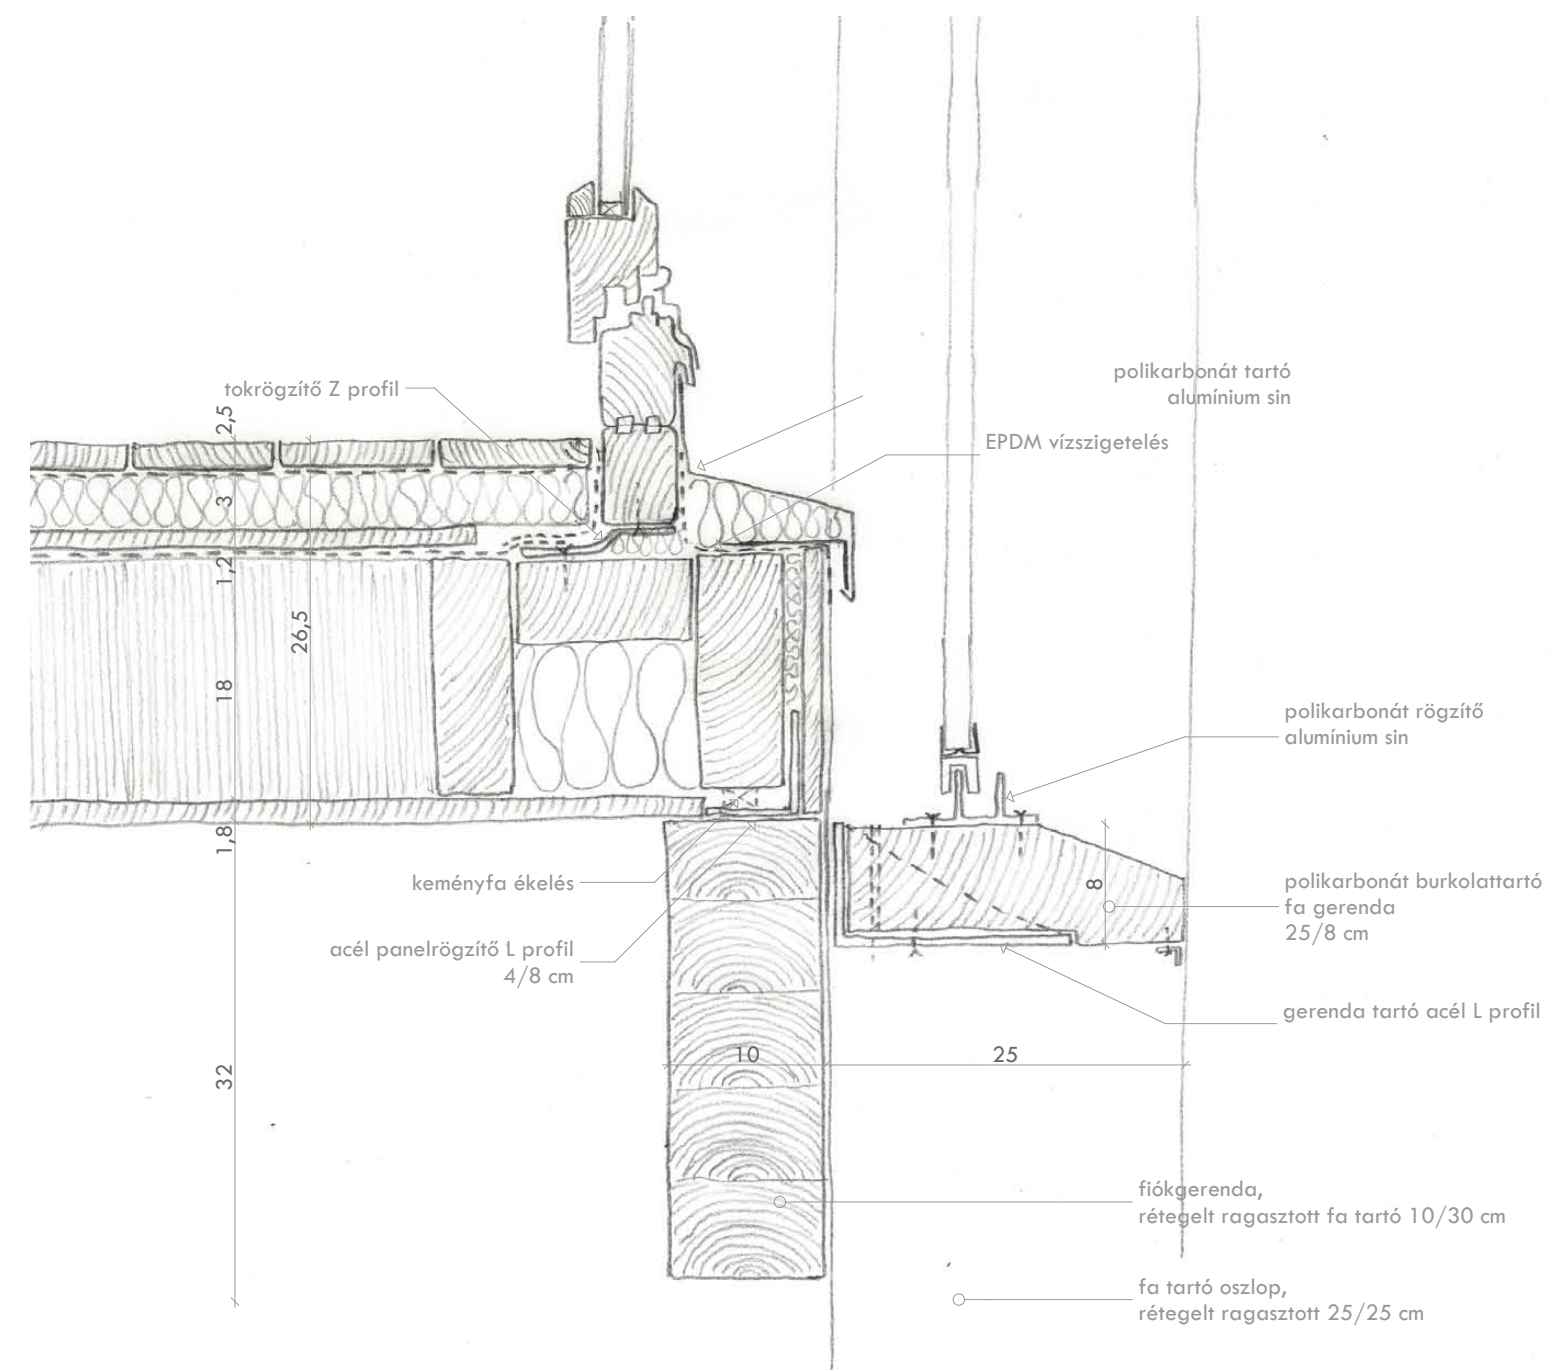 polikarbonát tartó
alumínium sin
tokrögzítő Z profil
EPDM vízszigetelés
2,5
3
1,2
26,5
18
1,8
32
polikarbonát rögzítő
alumínium sin
keményfa ékelés
8
polikarbonát burkolattartó
fa gerenda
25/8 cm
acél panelrögzítő L profil
4/8 cm
gerenda tartó acél L profil
10
25
fiókgerenda,
rétegelt ragasztott fa tartó 10/30 cm
fa tartó oszlop,
rétegelt ragasztott 25/25 cm